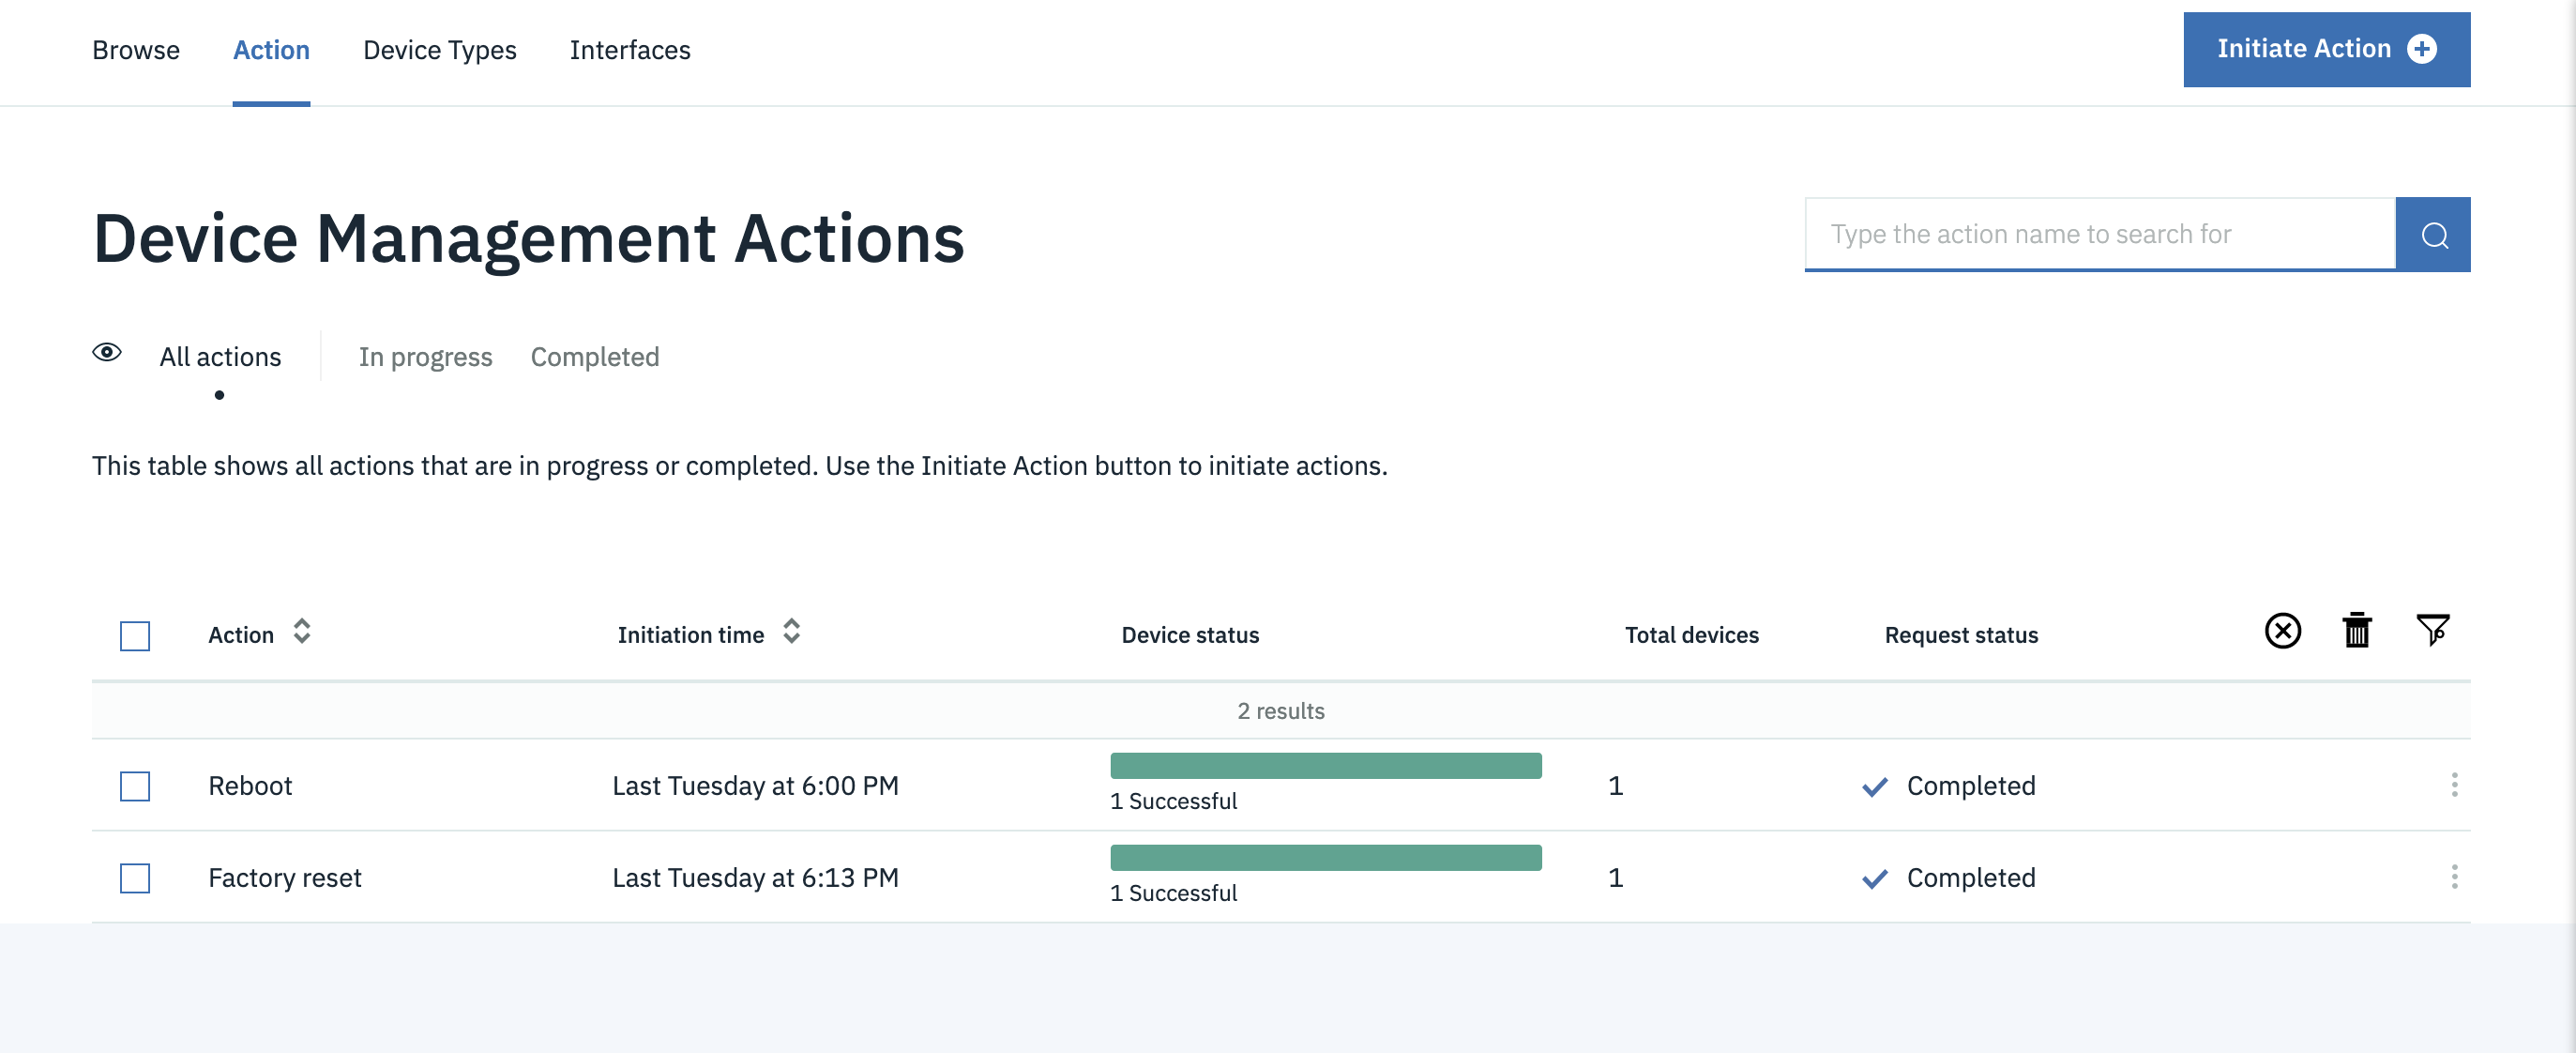 Browse Action Device Types Interfaces Initiate Action
Device Management Actions
Type the action name to search for
All actions In progress Completed
This table shows all actions that are in progress or completed. Use the Initiate Action button to initiate actions.
Action Initiation time Device status Total devices Request status
2 results
Reboot Last Tuesday at 6:00 PM 1 Successful 1 Completed
Factory reset Last Tuesday at 6:13 PM 1 Successful 1 Completed